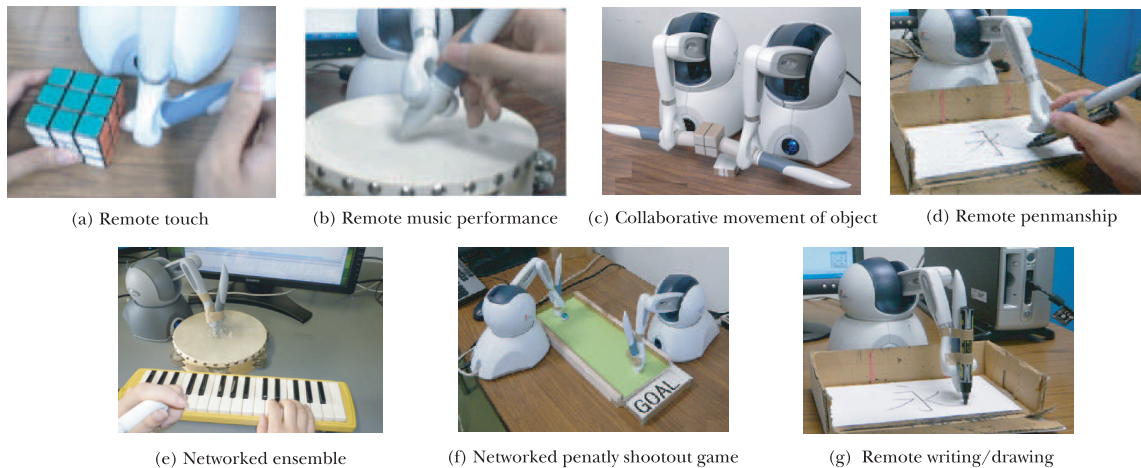 (a) Remote touch
(b) Remote music performance
(c) Collaborative movement of object
(d) Remote penmanship
GOAL
(e) Networked ensemble
(f) Networked penatly shootout game
(g) Remote writing/drawing